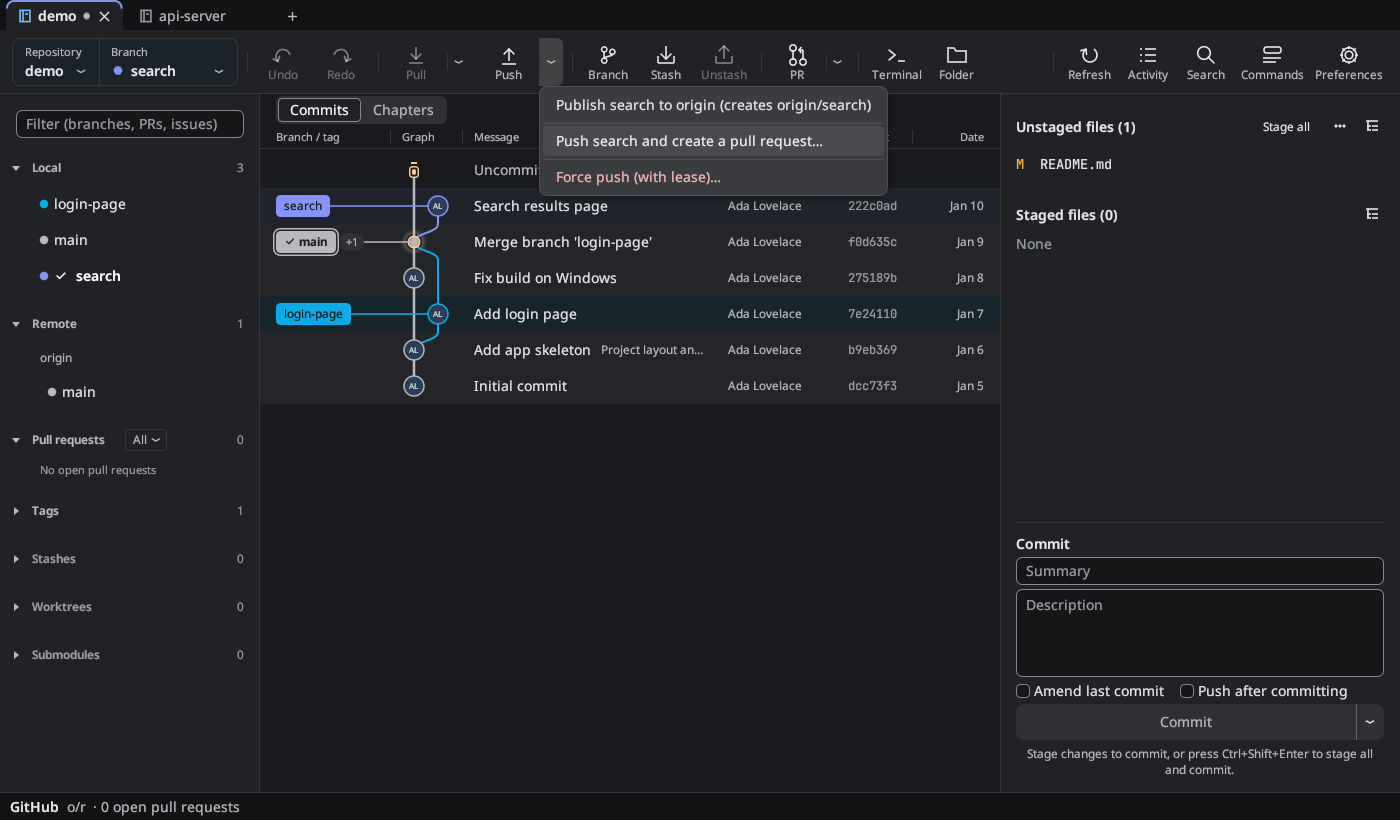 demo
api-server
Repository
demo
Branch
search
Undo
Redo
Pull
Push
Branch
Stash
Unstash
PR
Terminal
Folder
Refresh
Activity
Search
Commands
Preferences
Publish search to origin (creates origin/search)
Push search and create a pull request...
Force push (with lease)...
Filter (branches, PRs, issues)
Local 3
login-page
main
search
Remote 1
origin
main
Pull requests All 0
No open pull requests
Tags 1
Stashes 0
Worktrees 0
Submodules 0
Commits Chapters
Branch / tag Graph Message Date
search AL Search results page Ada Lovelace 222c0ad Jan 10
main +1 Merge branch 'login-page' Ada Lovelace f0d635c Jan 9
AL Fix build on Windows Ada Lovelace 275189b Jan 8
login-page AL Add login page Ada Lovelace 7e24110 Jan 7
AL Add app skeleton Project layout an... Ada Lovelace b9eb369 Jan 6
AL Initial commit Ada Lovelace dcc73f3 Jan 5
Unstaged files (1) Stage all
M README.md
Staged files (0)
None
Commit
Summary
Description
Amend last commit Push after committing
Commit
Stage changes to commit, or press Ctrl+Shift+Enter to stage all
and commit.
GitHub o/r · 0 open pull requests